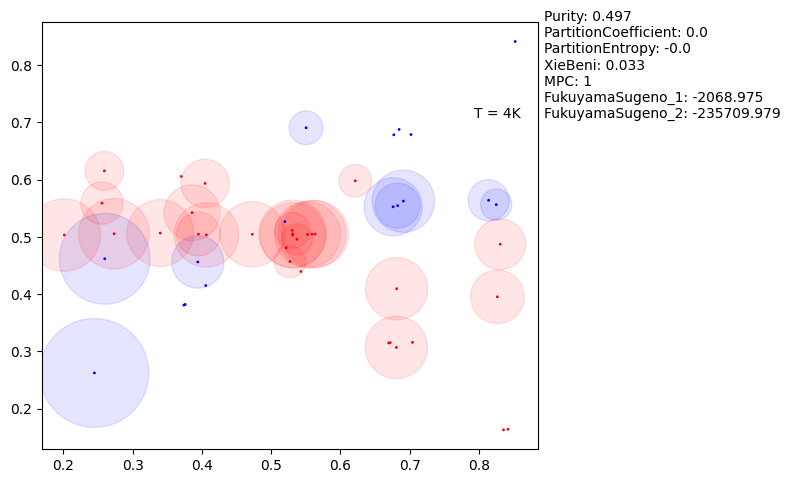 Purity: 0.497
PartitionCoefficient: 0.0
PartitionEntropy: -0.0
XieBeni: 0.033
MPC: 1
FukuyamaSugeno_1: -2068.975
FukuyamaSugeno_2: -235709.979
T = 4K
0.8
0.7
0.6
0.5
0.4
0.3
0.2
0.2 0.3 0.4 0.5 0.6 0.7 0.8